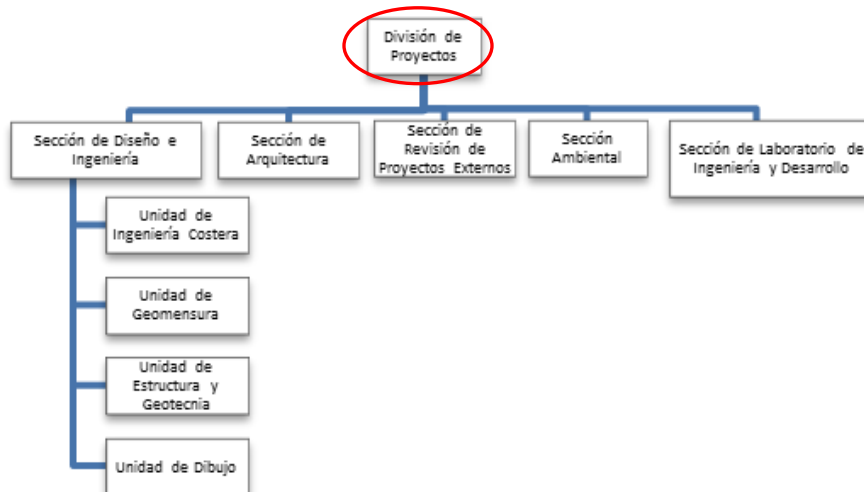 División de
Proyectos
Sección de Diseño e
Ingeniería
Sección de
Arquitectura
Sección de
Revisión de
Proyectos Externos
Sección
Ambiental
Sección de Laboratorio de
Ingeniería y Desarrollo
Unidad de
Ingeniería Costera
Unidad de
Geomensura
Unidad de
Estructura y
Geotecnia
Unidad de Dibujo